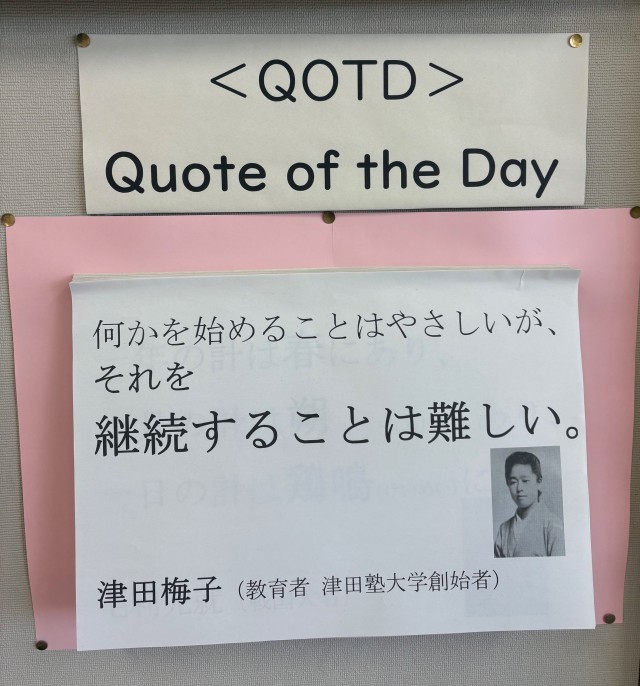 ＜QOTD＞
Quote of the Day
何かを始めることはやさしいが、
それを
継続することは難しい。
津田梅子（教育者 津田塾大学創始者）